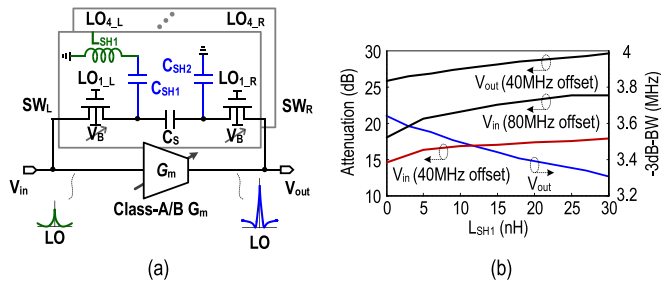 LO4_L LO4_R
LSH1
CSH2
LO1_L CSH1 LO1_R
SWL SWR
VB CS VB
Gm
Vin Vout
Class-A/B Gm
LO LO
(a)
30 4
25 3.8
20 3.6
15 3.4
10 3.2
Attenuation (dB)
-3dB-BW (MHz)
Vout (40MHz offset)
Vin (80MHz offset)
Vin (40MHz offset)
Vout
0 5 10 15 20 25 30
LSH1 (nH)
(b)